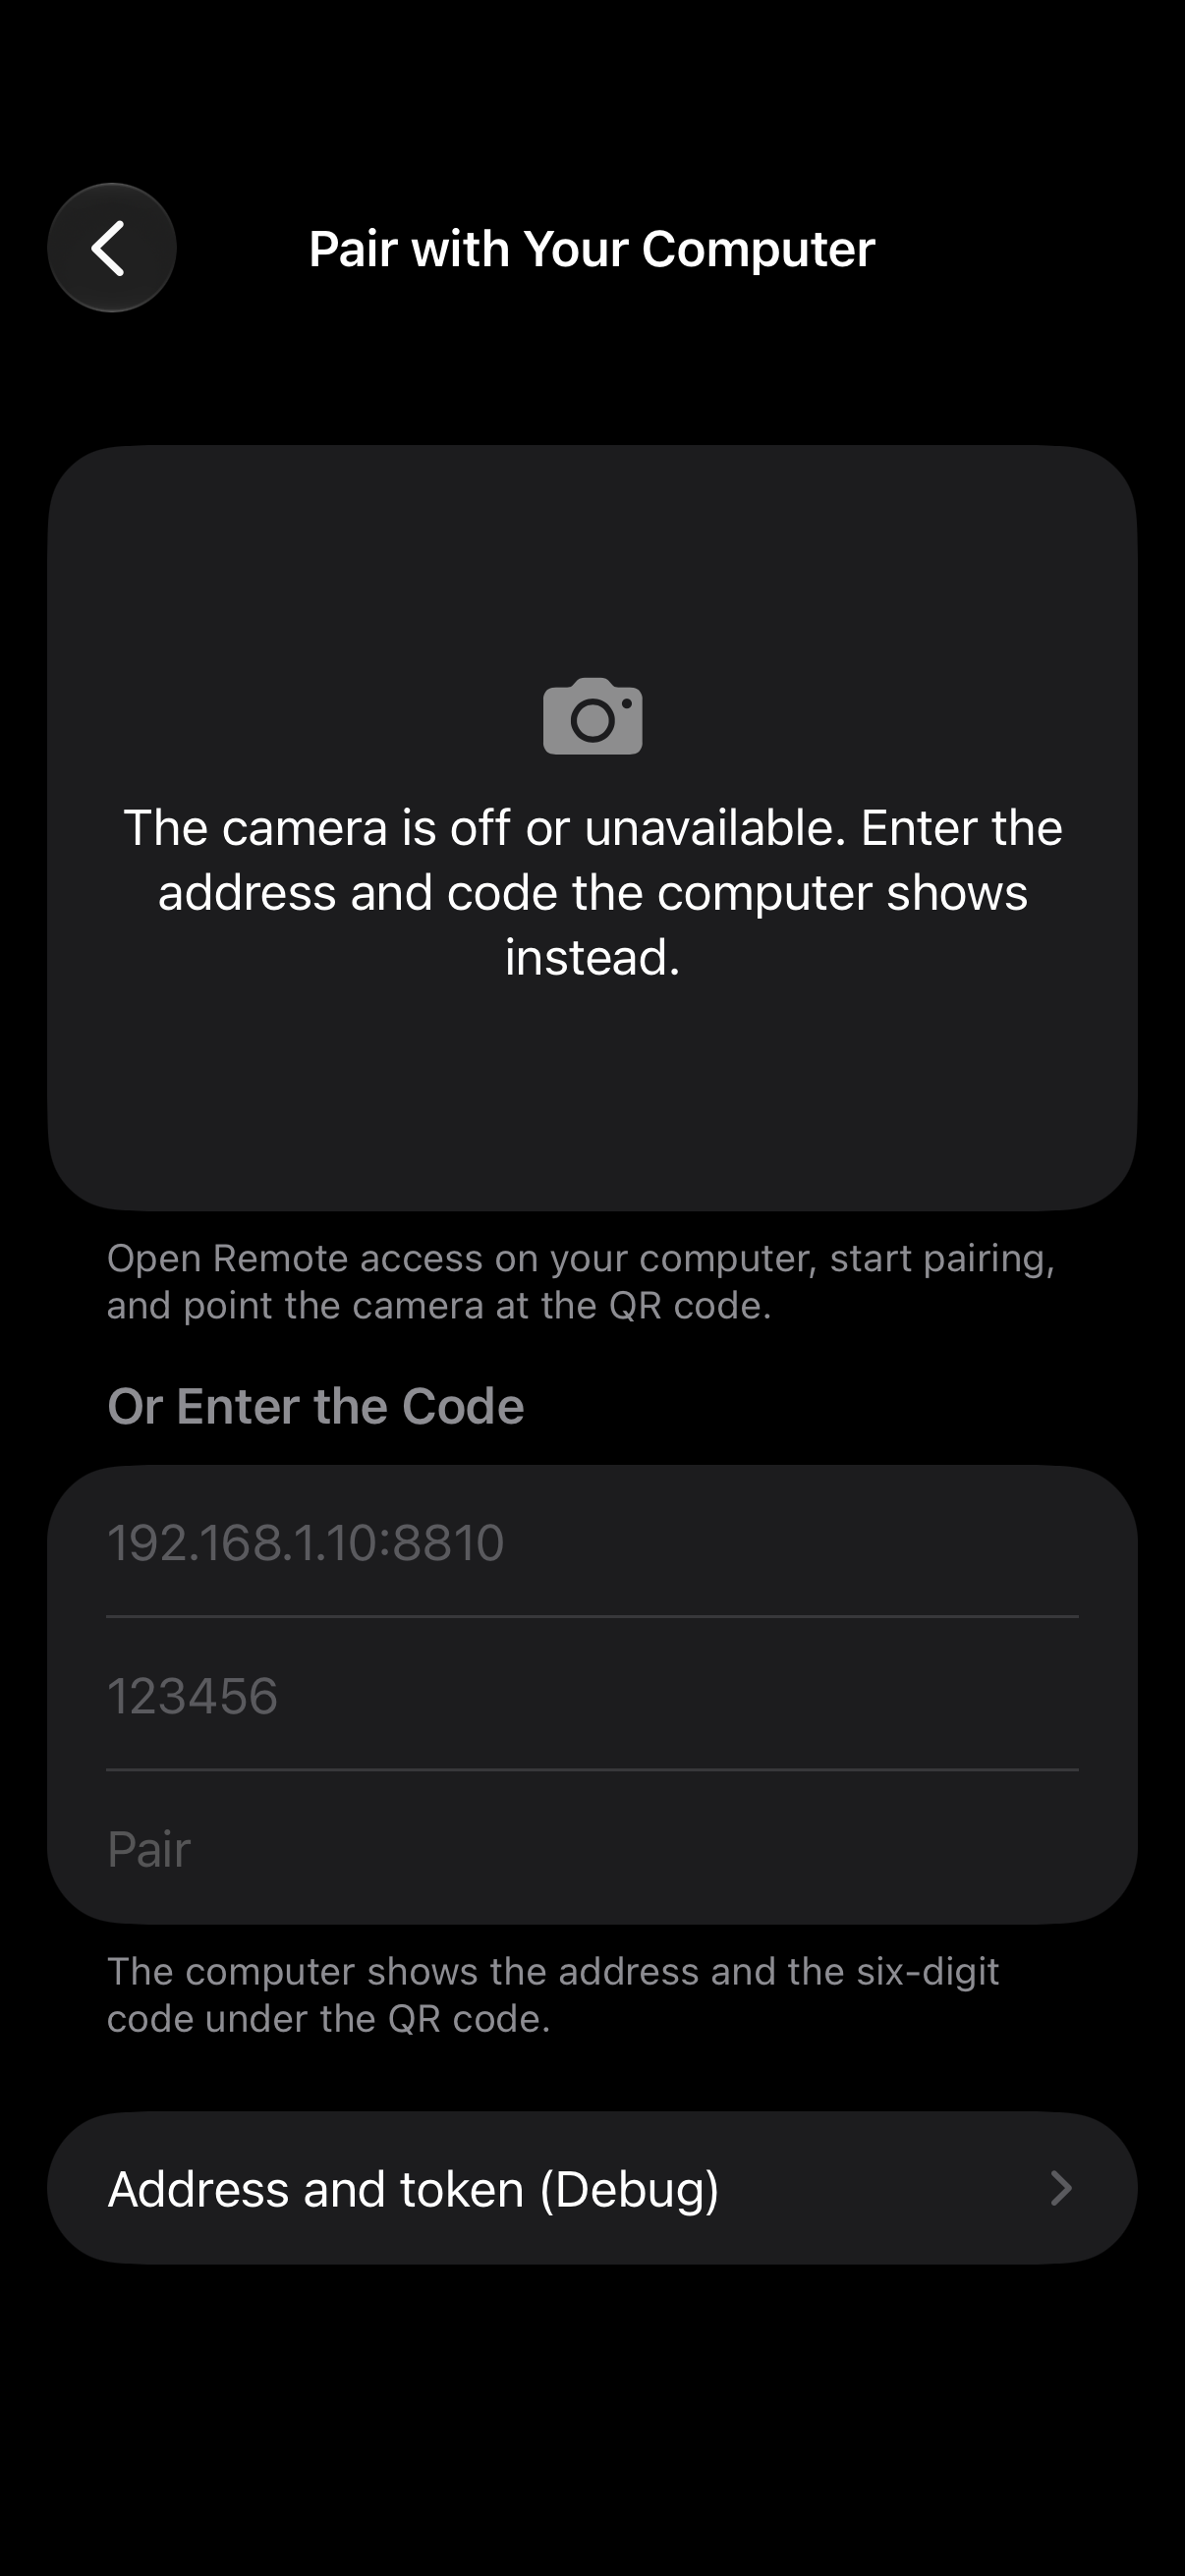 Pair with Your Computer
The camera is off or unavailable. Enter the
address and code the computer shows
instead.
Open Remote access on your computer, start pairing,
and point the camera at the QR code.
Or Enter the Code
192.168.1.10:8810
123456
Pair
The computer shows the address and the six-digit
code under the QR code.
Address and token (Debug)